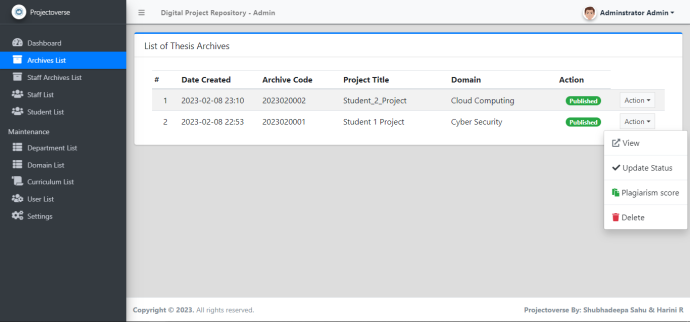 Projectoverse
Digital Project Repository - Admin
Adminstrator Admin
Dashboard
Archives List
Staff Archives List
Staff List
Student List
Maintenance
Department List
Domain List
Curriculum List
User List
Settings
List of Thesis Archives
# Date Created Archive Code Project Title Domain Action
1 2023-02-08 23:10 2023020002 Student_2_Project Cloud Computing Published Action
2 2023-02-08 22:53 2023020001 Student 1 Project Cyber Security Published Action
View
Update Status
Plagiarism score
Delete
Copyright © 2023. All rights reserved.
Projectoverse By: Shubhadeepa Sahu & Harini R